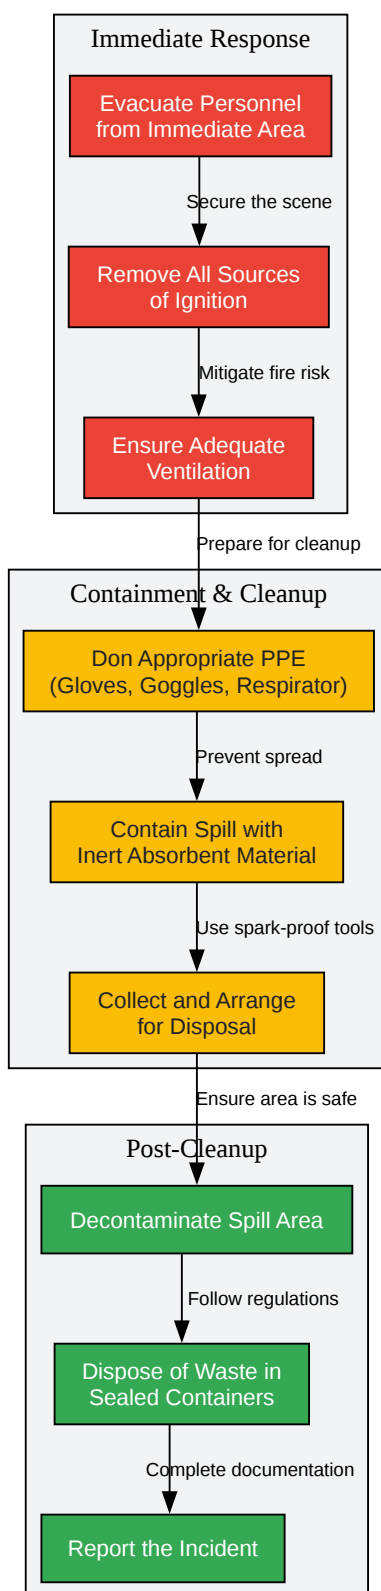 Immediate Response
Evacuate Personnel
from Immediate Area
Secure the scene
Remove All Sources
of Ignition
Mitigate fire risk
Ensure Adequate
Ventilation
Prepare for cleanup
Containment & Cleanup
Don Appropriate PPE
(Gloves, Goggles, Respirator)
Prevent spread
Contain Spill with
Inert Absorbent Material
Use spark-proof tools
Collect and Arrange
for Disposal
Ensure area is safe
Post-Cleanup
Decontaminate Spill Area
Follow regulations
Dispose of Waste in
Sealed Containers
Complete documentation
Report the Incident